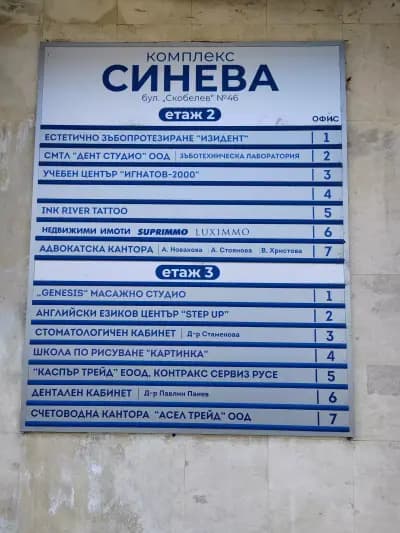 КОМПЛЕКС
СИНЕВА
бул. „Скобелев" №46
етаж 2
ОФИС
ЕСТЕТИЧНО ЗЪБОПРОТЕЗИРАНЕ "ИЗИДЕНТ" 1
СМТЛ "ДЕНТ СТУДИО" ООД ЗЪБОТЕХНИЧЕСКА ЛАБОРАТОРИЯ 2
УЧЕБЕН ЦЕНТЪР "ИГНАТОВ-2000" 3
4
INK RIVER TATTOO 5
НЕДВИЖИМИ ИМОТИ SUPRIMMO LUXIMMO 6
АДВОКАТСКА КАНТОРА А. Новакова А. Стоянова В. Христова 7
етаж 3
„GENESIS" МАСАЖНО СТУДИО 1
АНГЛИЙСКИ ЕЗИКОВ ЦЕНТЪР "STEP UP" 2
СТОМАТОЛОГИЧЕН КАБИНЕТ Д-р Стаменова 3
ШКОЛА ПО РИСУВАНЕ "КАРТИНКА" 4
"КАСПЪР ТРЕЙД" ЕООД, КОНТРАКС СЕРВИЗ РУСЕ 5
ДЕНТАЛЕН КАБИНЕТ Д-р Павлин Панев 6
СЧЕТОВОДНА КАНТОРА "АСЕЛ ТРЕЙД" ООД 7